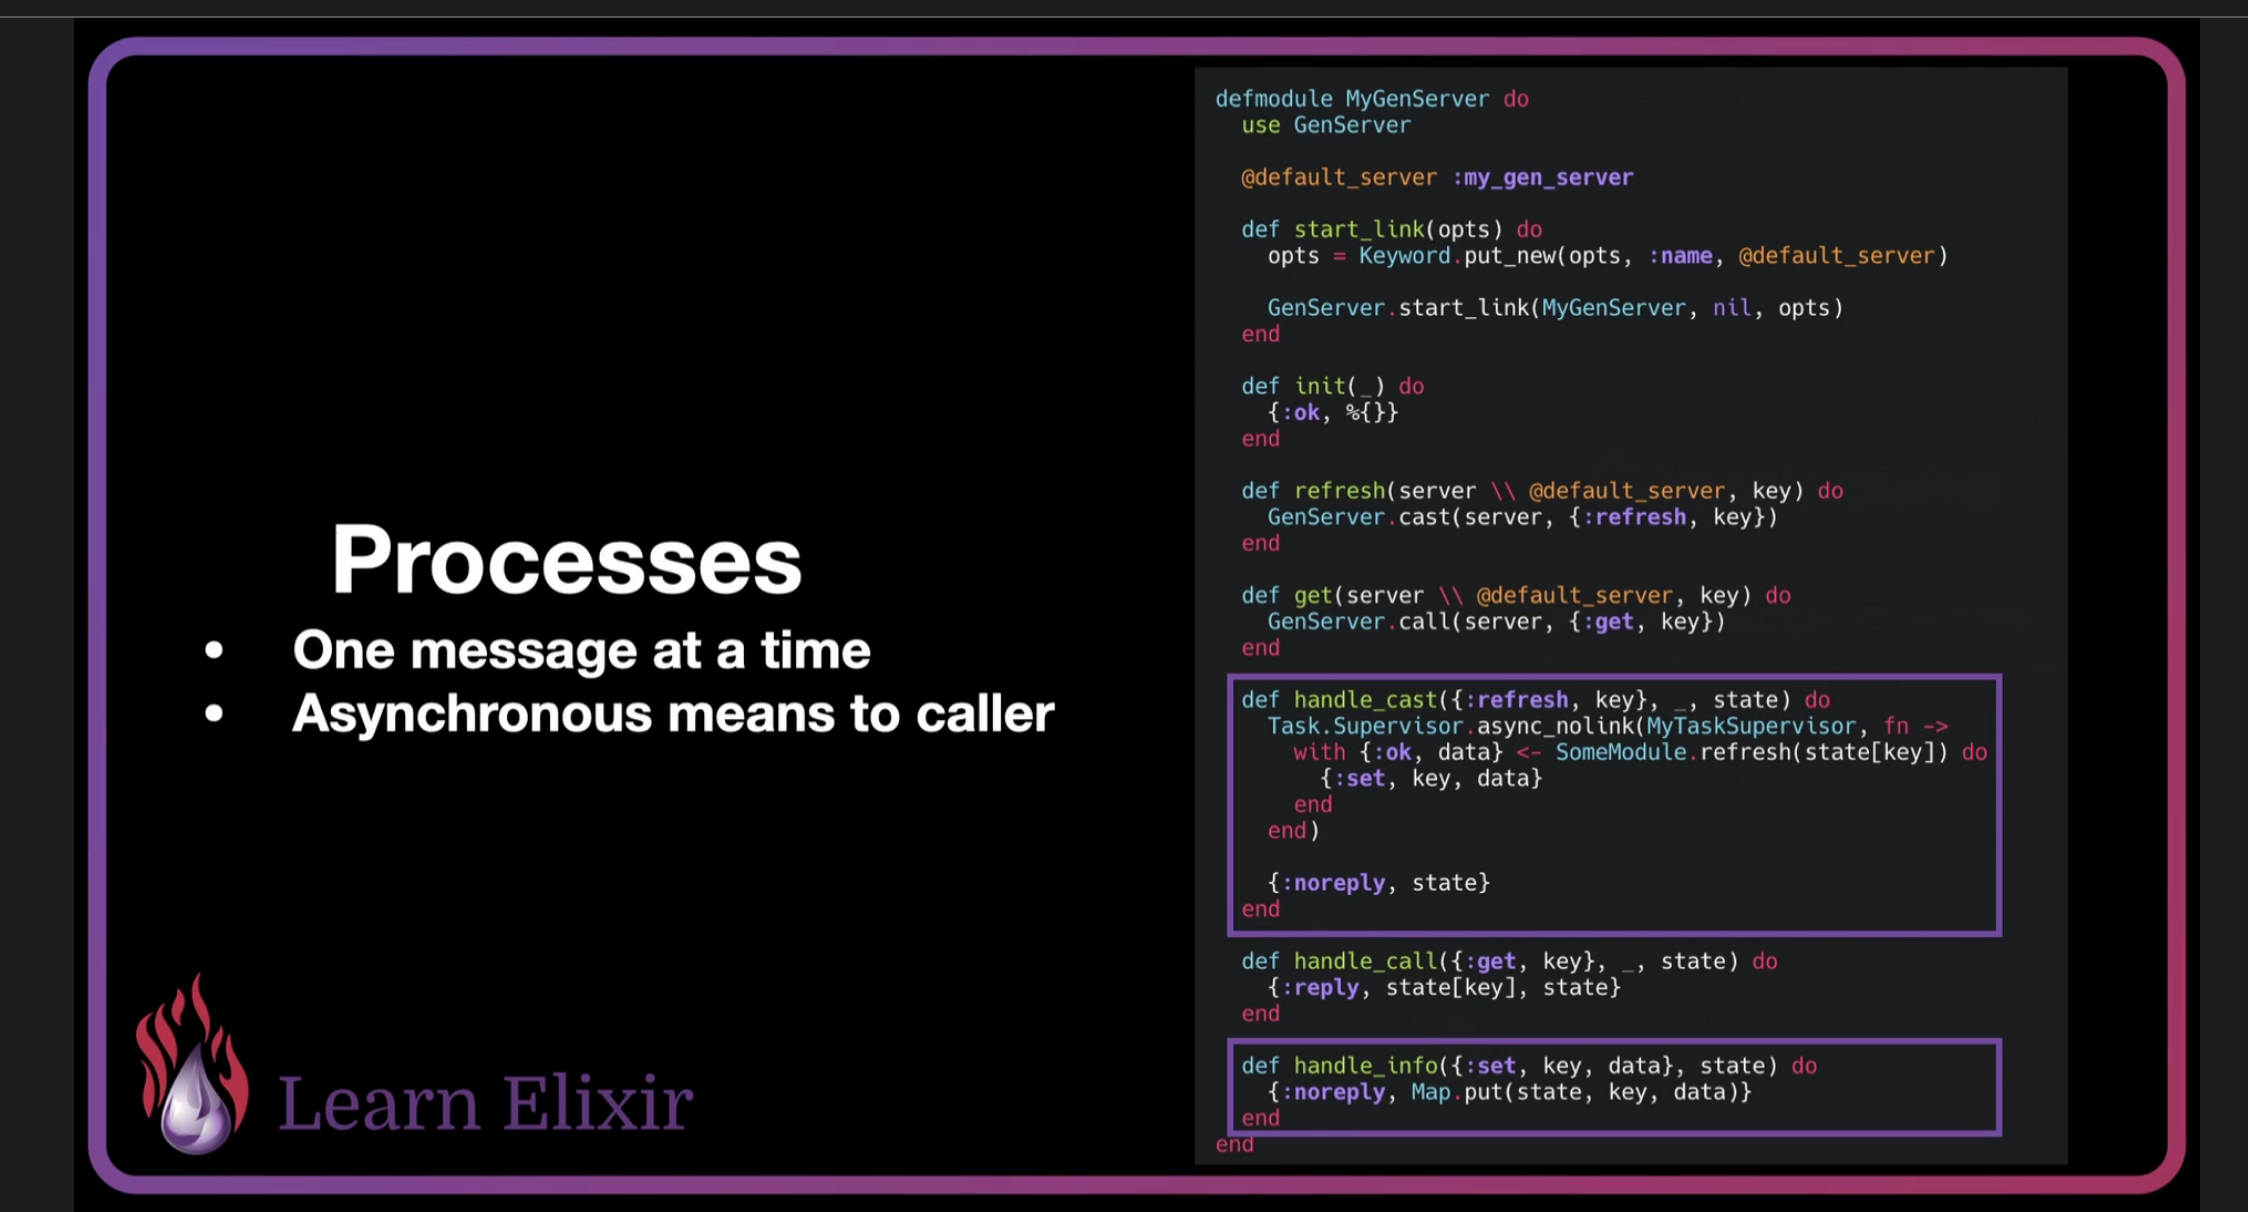 Processes
• One message at a time
• Asynchronous means to caller
Learn Elixir
defmodule MyGenServer do
  use GenServer

  @default_server :my_gen_server

  def start_link(opts) do
    opts = Keyword.put_new(opts, :name, @default_server)

    GenServer.start_link(MyGenServer, nil, opts)
  end

  def init(_) do
    {:ok, %{}}
  end

  def refresh(server \\ @default_server, key) do
    GenServer.cast(server, {:refresh, key})
  end

  def get(server \\ @default_server, key) do
    GenServer.call(server, {:get, key})
  end

  def handle_cast({:refresh, key}, _, state) do
    Task.Supervisor.async_nolink(MyTaskSupervisor, fn ->
      with {:ok, data} <- SomeModule.refresh(state[key]) do
        {:set, key, data}
      end
    end)

    {:noreply, state}
  end

  def handle_call({:get, key}, _, state) do
    {:reply, state[key], state}
  end

  def handle_info({:set, key, data}, state) do
    {:noreply, Map.put(state, key, data)}
  end
end